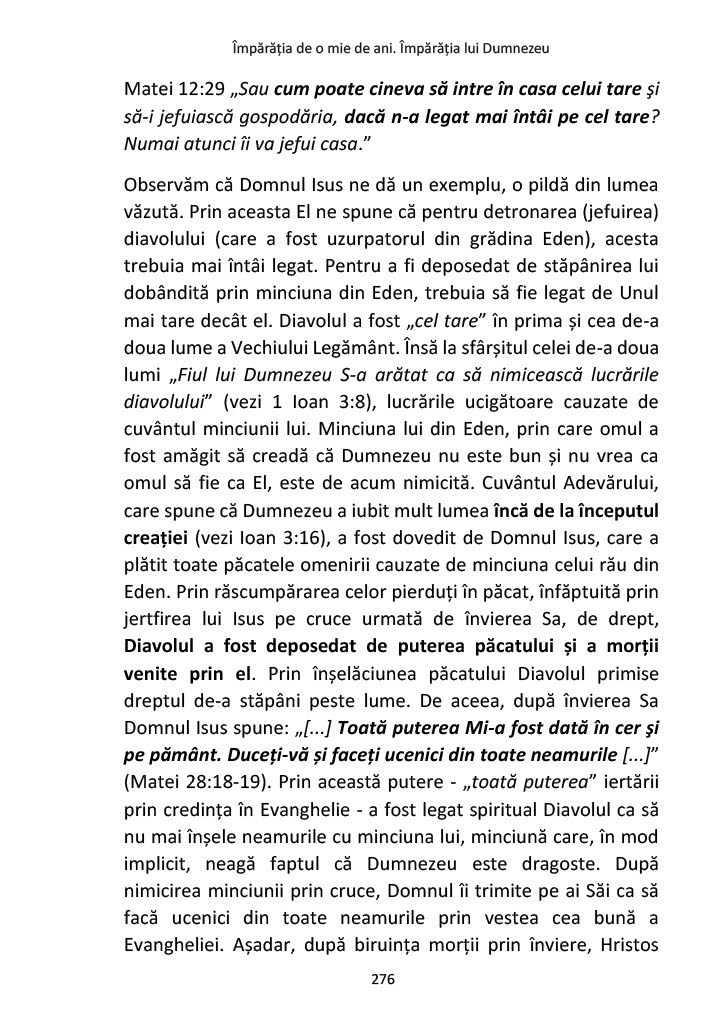 Împărăția de o mie de ani. Împărăția lui Dumnezeu
Matei 12:29 „Sau cum poate cineva să intre în casa celui tare şi
să-i jefuiască gospodăria, dacă n-a legat mai întâi pe cel tare?
Numai atunci îi va jefui casa.”
Observăm că Domnul Isus ne dă un exemplu, o pildă din lumea
văzută. Prin aceasta El ne spune că pentru detronarea (jefuirea)
diavolului (care a fost uzurpatorul din grădina Eden), acesta
trebuia mai întâi legat. Pentru a fi deposedat de stăpânirea lui
dobândită prin minciuna din Eden, trebuia să fie legat de Unul
mai tare decât el. Diavolul a fost „cel tare” în prima și cea de-a
doua lume a Vechiului Legământ. Însă la sfârșitul celei de-a doua
lumi „Fiul lui Dumnezeu S-a arătat ca să nimicească lucrările
diavolului” (vezi 1 Ioan 3:8), lucrările ucigătoare cauzate de
cuvântul minciunii lui. Minciuna lui din Eden, prin care omul a
fost amăgit să creadă că Dumnezeu nu este bun și nu vrea ca
omul să fie ca El, este de acum nimicită. Cuvântul Adevărului,
care spune că Dumnezeu a iubit mult lumea încă de la începutul
creației (vezi Ioan 3:16), a fost dovedit de Domnul Isus, care a
plătit toate păcatele omenirii cauzate de minciuna celui rău din
Eden. Prin răscumpărarea celor pierduți în păcat, înfăptuită prin
jertfirea lui Isus pe cruce urmată de învierea Sa, de drept,
Diavolul a fost deposedat de puterea păcatului și a morții
venite prin el. Prin înșelăciunea păcatului Diavolul primise
dreptul de-a stăpâni peste lume. De aceea, după învierea Sa
Domnul Isus spune: „[...] Toată puterea Mi-a fost dată în cer şi
pe pământ. Duceți-vă și faceți ucenici din toate neamurile [...]”
(Matei 28:18-19). Prin această putere - „toată puterea” iertării
prin credința în Evanghelie - a fost legat spiritual Diavolul ca să
nu mai înșele neamurile cu minciuna lui, minciună care, în mod
implicit, neagă faptul că Dumnezeu este dragoste. După
nimicirea minciunii prin cruce, Domnul îi trimite pe ai Săi ca să
facă ucenici din toate neamurile prin vestea cea bună a
Evangheliei. Așadar, după biruința morții prin înviere, Hristos
276